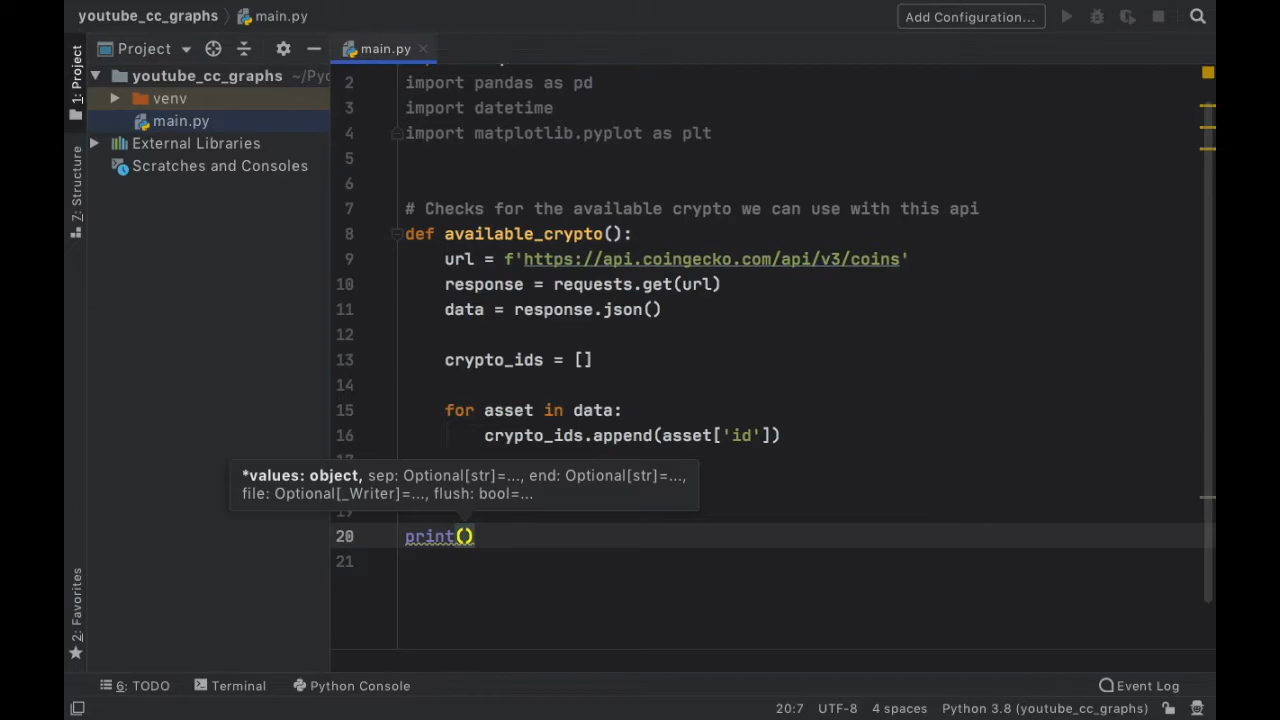 youtube_cc_graphs
main.py
Add Configuration...
1: Project
Project
main.py
youtube_cc_graphs ~/Pyc
venv
main.py
External Libraries
Scratches and Consoles
7: Structure
2: Favorites
2 import pandas as pd
3 import datetime
4 import matplotlib.pyplot as plt
5
6
7 # Checks for the available crypto we can use with this api
8 def available_crypto():
9 url = f'https://api.coingecko.com/api/v3/coins'
10 response = requests.get(url)
11 data = response.json()
12
13 crypto_ids = []
14
15 for asset in data:
16 crypto_ids.append(asset['id'])
*values: object, sep: Optional[str]=..., end: Optional[str]=...,
file: Optional[_Writer]=..., flush: bool=...
20 print()
21
6: TODO
Terminal
Python Console
Event Log
20:7 UTF-8 4 spaces Python 3.8 (youtube_cc_graphs)